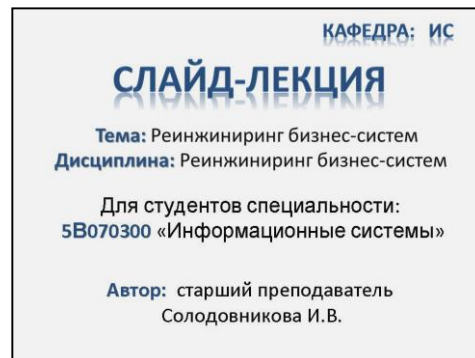 КАФЕДРА: ИС
СЛАЙД-ЛЕКЦИЯ
Тема: Реинжиниринг бизнес-систем
Дисциплина: Реинжиниринг бизнес-систем
Для студентов специальности:
5В070300 «Информационные системы»
Автор: старший преподаватель
Солодовникова И.В.